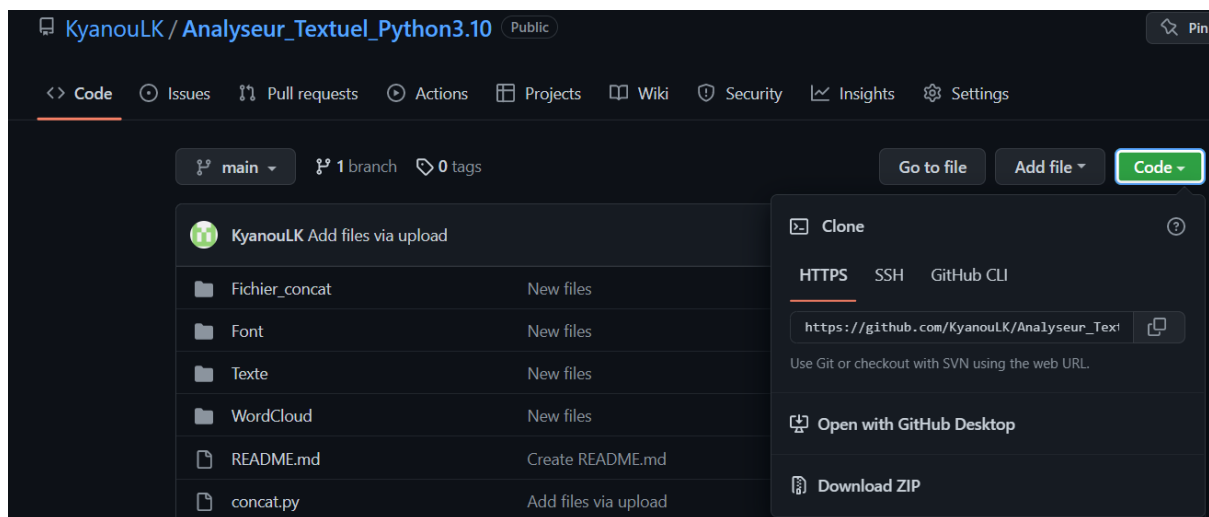 KyanouLK / Analyseur_Textuel_Python3.10 Public
Pin
<> Code Issues Pull requests Actions Projects Wiki Security Insights Settings
main 1 branch 0 tags Go to file Add file Code
KyanouLK Add files via upload
Fichier_concat New files
Font New files
Texte New files
WordCloud New files
README.md Create README.md
concat.py Add files via upload
Clone
HTTPS SSH GitHub CLI
https://github.com/KyanouLK/Analyseur_Text
Use Git or checkout with SVN using the web URL.
Open with GitHub Desktop
Download ZIP